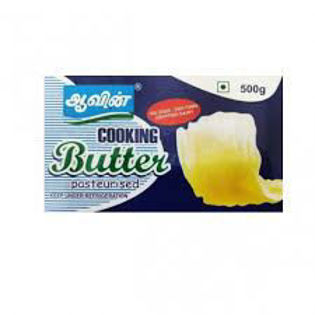 ஆவின்
®
500g
COOKING
Butter
pasteurised
KEEP UNDER REFRIGERATION